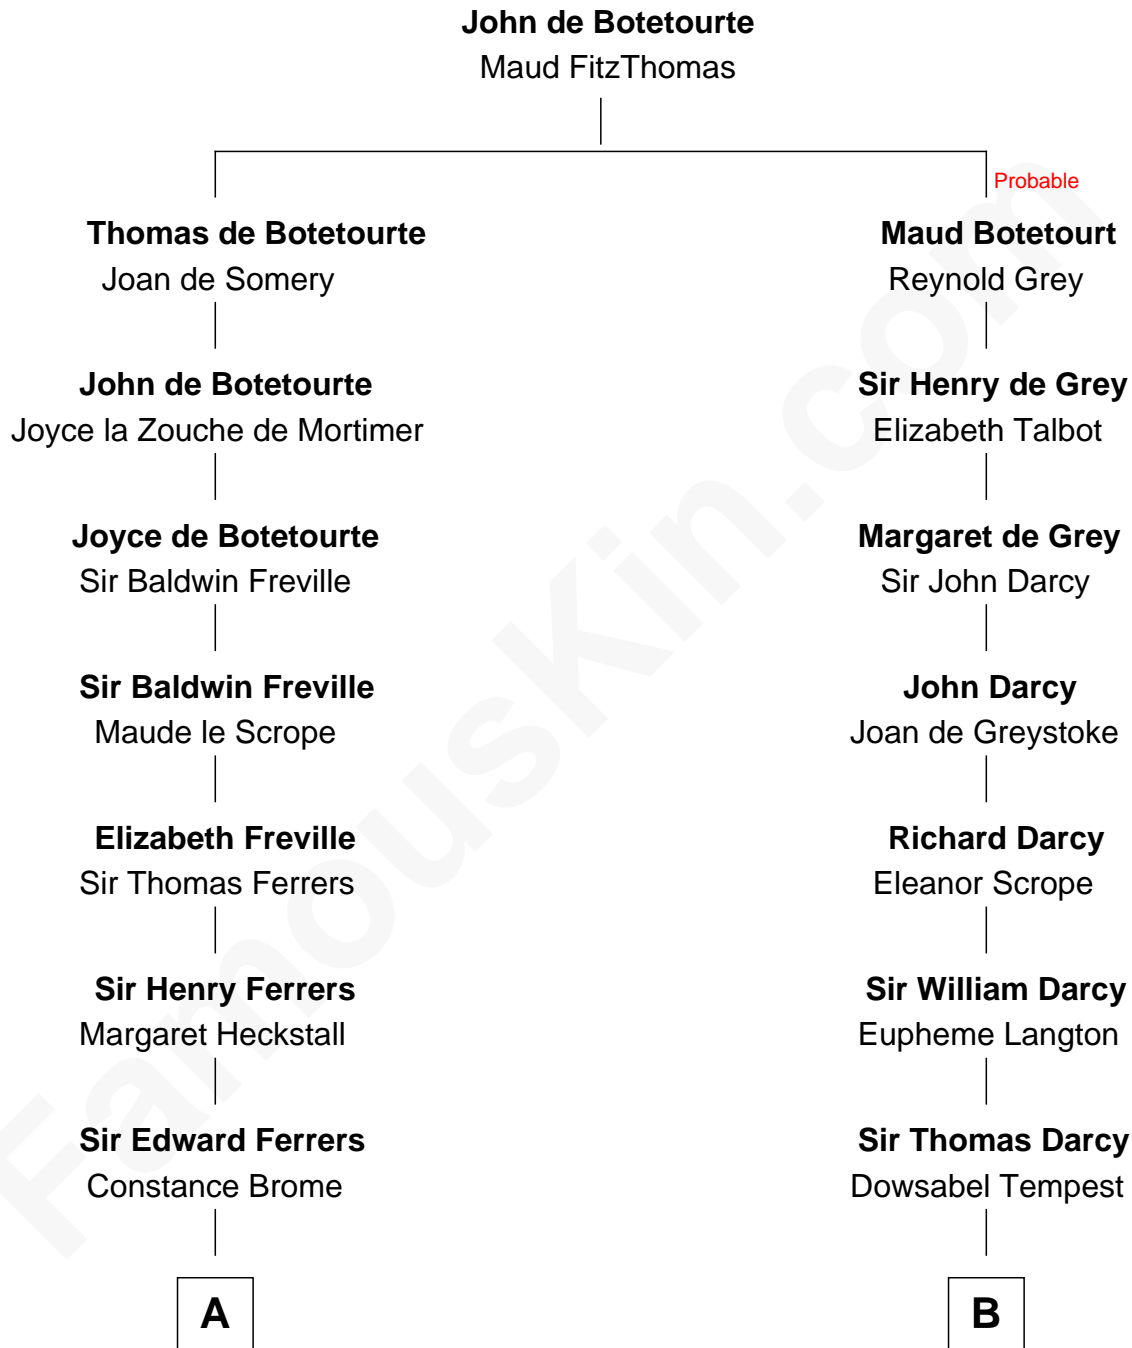 John de Botetourte
Maud FitzThomas
Probable
Thomas de Botetourte
Joan de Somery
Maud Botetourt
Reynold Grey
John de Botetourte
Joyce la Zouche de Mortimer
Sir Henry de Grey
Elizabeth Talbot
Joyce de Botetourte
Sir Baldwin Freville
Margaret de Grey
Sir John Darcy
Sir Baldwin Freville
Maude le Scrope
John Darcy
Joan de Greystoke
Elizabeth Freville
Sir Thomas Ferrers
Richard Darcy
Eleanor Scrope
Sir Henry Ferrers
Margaret Heckstall
Sir William Darcy
Eupheme Langton
Sir Edward Ferrers
Constance Brome
Sir Thomas Darcy
Dowsabel Tempest
A
B
FamousKin.com